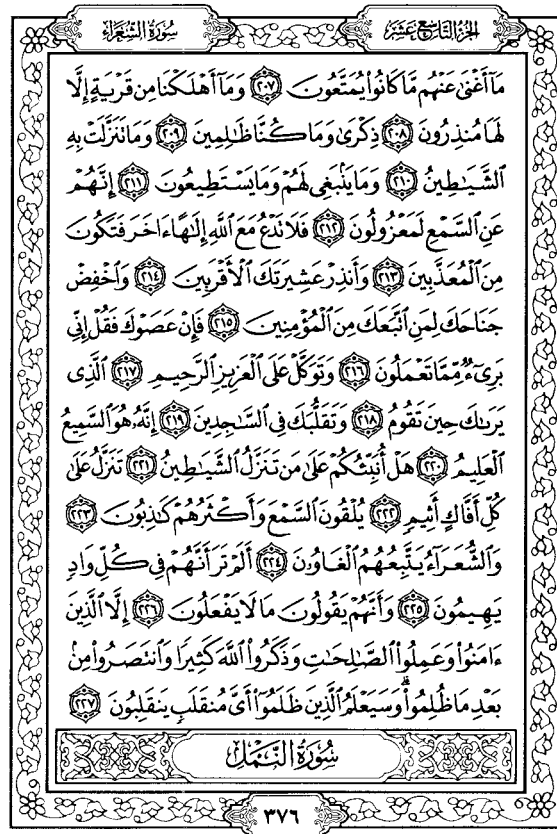 الجزء التاسع عشر
سورة الشعراء
مَآ أَغْنَىٰ عَنْهُم مَّا كَانُوا۟ يُمَتَّعُونَ ٢٠٧ وَمَآ أَهْلَكْنَا مِن قَرْيَةٍ إِلَّا
لَهَا مُنذِرُونَ ٢٠٨ ذِكْرَىٰ وَمَا كُنَّا ظَـٰلِمِينَ ٢٠٩ وَمَا تَنَزَّلَتْ بِهِ
ٱلشَّيَـٰطِينُ ٢١٠ وَمَا يَنۢبَغِى لَهُمْ وَمَا يَسْتَطِيعُونَ ٢١١ إِنَّهُمْ
عَنِ ٱلسَّمْعِ لَمَعْزُولُونَ ٢١٢ فَلَا تَدْعُ مَعَ ٱللَّهِ إِلَـٰهًا ءَاخَرَ فَتَكُونَ
مِنَ ٱلْمُعَذَّبِينَ ٢١٣ وَأَنذِرْ عَشِيرَتَكَ ٱلْأَقْرَبِينَ ٢١٤ وَٱخْفِضْ
جَنَاحَكَ لِمَنِ ٱتَّبَعَكَ مِنَ ٱلْمُؤْمِنِينَ ٢١٥ فَإِنْ عَصَوْكَ فَقُلْ إِنِّى
بَرِىٓءٌ مِّمَّا تَعْمَلُونَ ٢١٦ وَتَوَكَّلْ عَلَى ٱلْعَزِيزِ ٱلرَّحِيمِ ٢١٧ ٱلَّذِى
يَرَىٰكَ حِينَ تَقُومُ ٢١٨ وَتَقَلُّبَكَ فِى ٱلسَّـٰجِدِينَ ٢١٩ إِنَّهُۥ هُوَ ٱلسَّمِيعُ
ٱلْعَلِيمُ ٢٢٠ هَلْ أُنَبِّئُكُمْ عَلَىٰ مَن تَنَزَّلُ ٱلشَّيَـٰطِينُ ٢٢١ تَنَزَّلُ عَلَىٰ
كُلِّ أَفَّاكٍ أَثِيمٍ ٢٢٢ يُلْقُونَ ٱلسَّمْعَ وَأَكْثَرُهُمْ كَـٰذِبُونَ ٢٢٣
وَٱلشُّعَرَآءُ يَتَّبِعُهُمُ ٱلْغَاوُۥنَ ٢٢٤ أَلَمْ تَرَ أَنَّهُمْ فِى كُلِّ وَادٍ
يَهِيمُونَ ٢٢٥ وَأَنَّهُمْ يَقُولُونَ مَا لَا يَفْعَلُونَ ٢٢٦ إِلَّا ٱلَّذِينَ
ءَامَنُوا۟ وَعَمِلُوا۟ ٱلصَّـٰلِحَـٰتِ وَذَكَرُوا۟ ٱللَّهَ كَثِيرًا وَٱنتَصَرُوا۟ مِنۢ
بَعْدِ مَا ظُلِمُوا۟ ۗ وَسَيَعْلَمُ ٱلَّذِينَ ظَلَمُوٓا۟ أَىَّ مُنقَلَبٍ يَنقَلِبُونَ ٢٢٧
سُورَةُ النَّمْلِ
٣٧٦